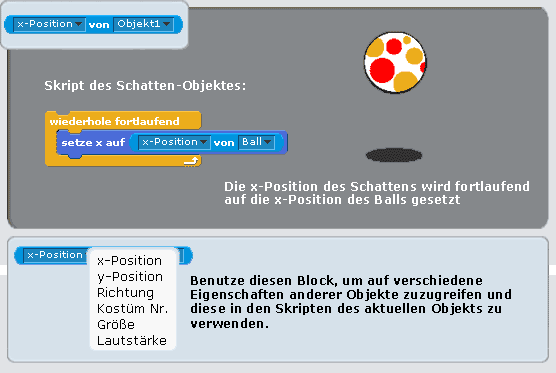 x-Position von Objekt1
Skript des Schatten-Objektes:
wiederhole fortlaufend
setze x auf x-Position von Ball
Die x-Position des Schattens wird fortlaufend
auf die x-Position des Balls gesetzt
x-Position
x-Position
y-Position
Richtung
Kostüm Nr.
Größe
Lautstärke
Benutze diesen Block, um auf verschiedene
Eigenschaften anderer Objekte zuzugreifen und
diese in den Skripten des aktuellen Objekts zu
verwenden.